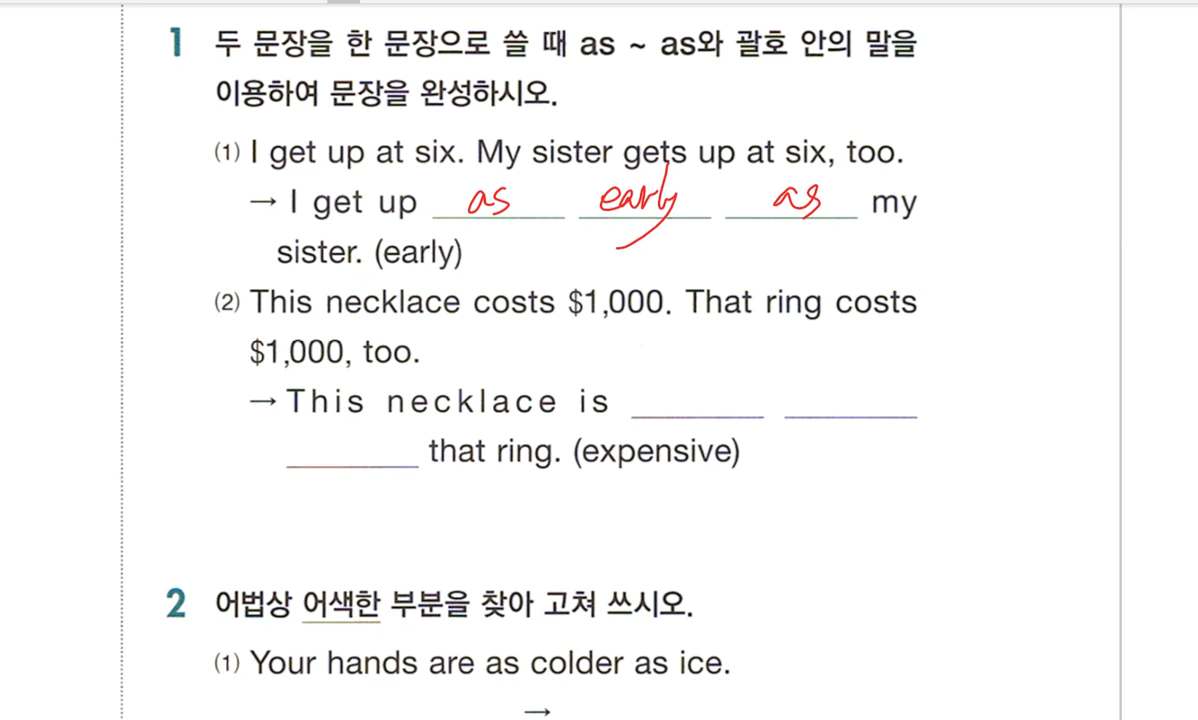 1 두 문장을 한 문장으로 쓸 때 as ~ as와 괄호 안의 말을
이용하여 문장을 완성하시오.
(1) I get up at six. My sister gets up at six, too.
→ I get up as early as my
sister. (early)
(2) This necklace costs $1,000. That ring costs
$1,000, too.
→ This necklace is ________ ________
________ that ring. (expensive)
2 어법상 어색한 부분을 찾아 고쳐 쓰시오.
(1) Your hands are as colder as ice.
→